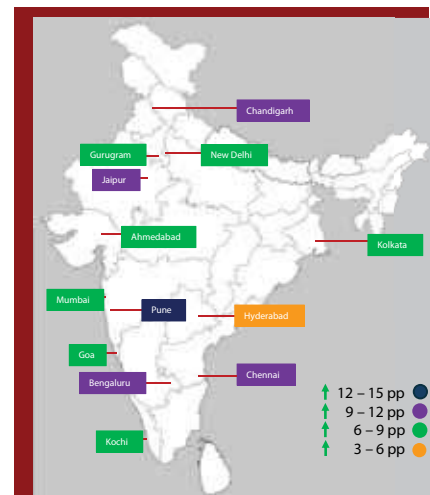 Chandigarh
Gurugram
New Delhi
Jaipur
Ahmedabad
Kolkata
Mumbai
Pune
Hyderabad
Goa
Bengaluru
Chennai
Kochi
12 – 15 pp
9 – 12 pp
6 – 9 pp
3 – 6 pp